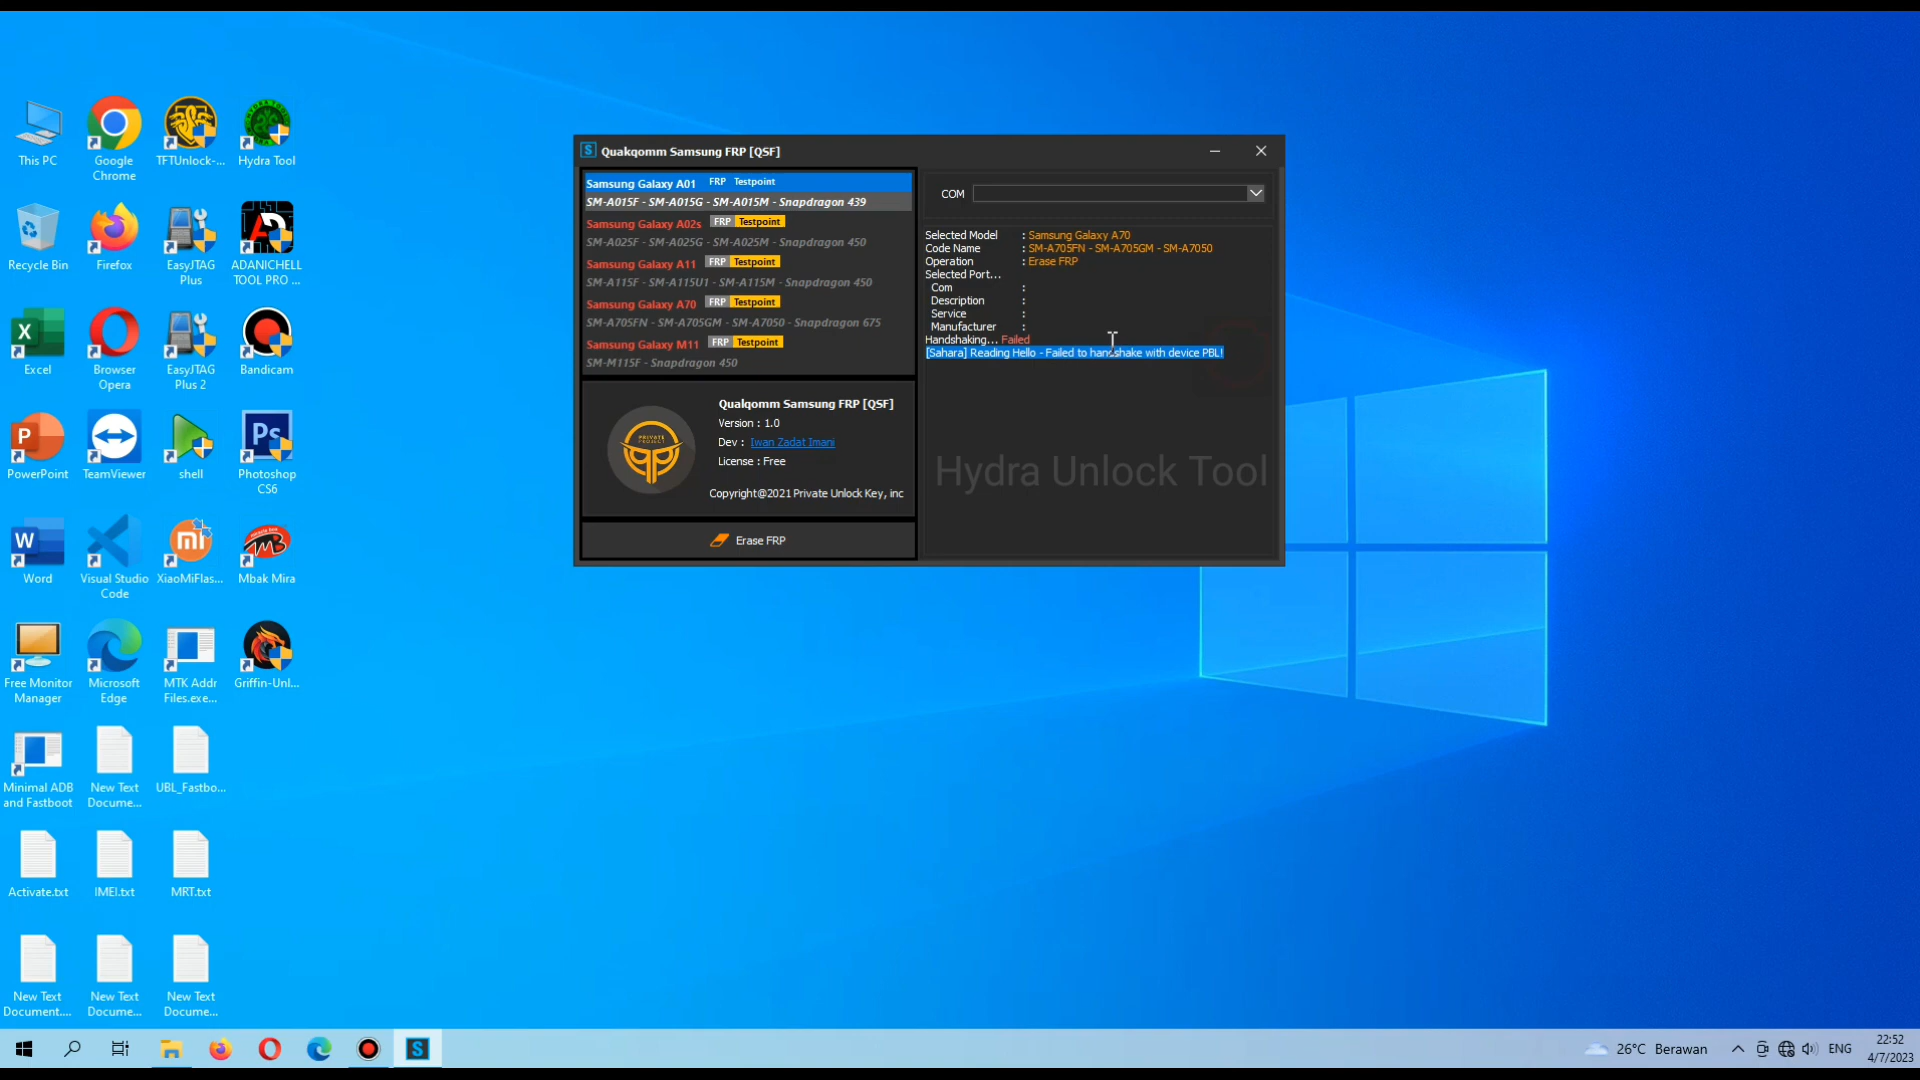 This PC
Google
Chrome
TFTUnlock-...
Hydra Tool
Recycle Bin
Firefox
EasyJTAG
Plus
ADANICHELL
TOOL PRO ...
Excel
Browser
Opera
EasyJTAG
Plus 2
Bandicam
PowerPoint
TeamViewer
shell
Photoshop
CS6
Word
Visual Studio
Code
XiaoMiFlas...
Mbak Mira
Free Monitor
Manager
Microsoft
Edge
MTK Addr
Files.exe...
Griffin-Unl...
Minimal ADB
and Fastboot
New Text
Docume...
UBL_Fastbo...
Activate.txt
IMEI.txt
MRT.txt
New Text
Document....
New Text
Docume...
New Text
Docume...
Quakqomm Samsung FRP [QSF]
Samsung Galaxy A01 FRP Testpoint
SM-A015F - SM-A015G - SM-A015M - Snapdragon 439
Samsung Galaxy A02s FRP Testpoint
SM-A025F - SM-A025G - SM-A025M - Snapdragon 450
Samsung Galaxy A11 FRP Testpoint
SM-A115F - SM-A115U1 - SM-A115M - Snapdragon 450
Samsung Galaxy A70 FRP Testpoint
SM-A705FN - SM-A705GM - SM-A7050 - Snapdragon 675
Samsung Galaxy M11 FRP Testpoint
SM-M115F - Snapdragon 450
PRIVATE
PROJECT
Qualqomm Samsung FRP [QSF]
Version : 1.0
Dev : Iwan Zadat Imani
License : Free
Copyright@2021 Private Unlock Key, inc
Erase FRP
COM
Selected Model : Samsung Galaxy A70
Code Name : SM-A705FN - SM-A705GM - SM-A7050
Operation : Erase FRP
Selected Port...
Com :
Description :
Service :
Manufacturer :
Handshaking... Failed
[Sahara] Reading Hello - Failed to handshake with device PBL!
Hydra Unlock Tool
26°C Berawan
ENG
22:52
4/7/2023